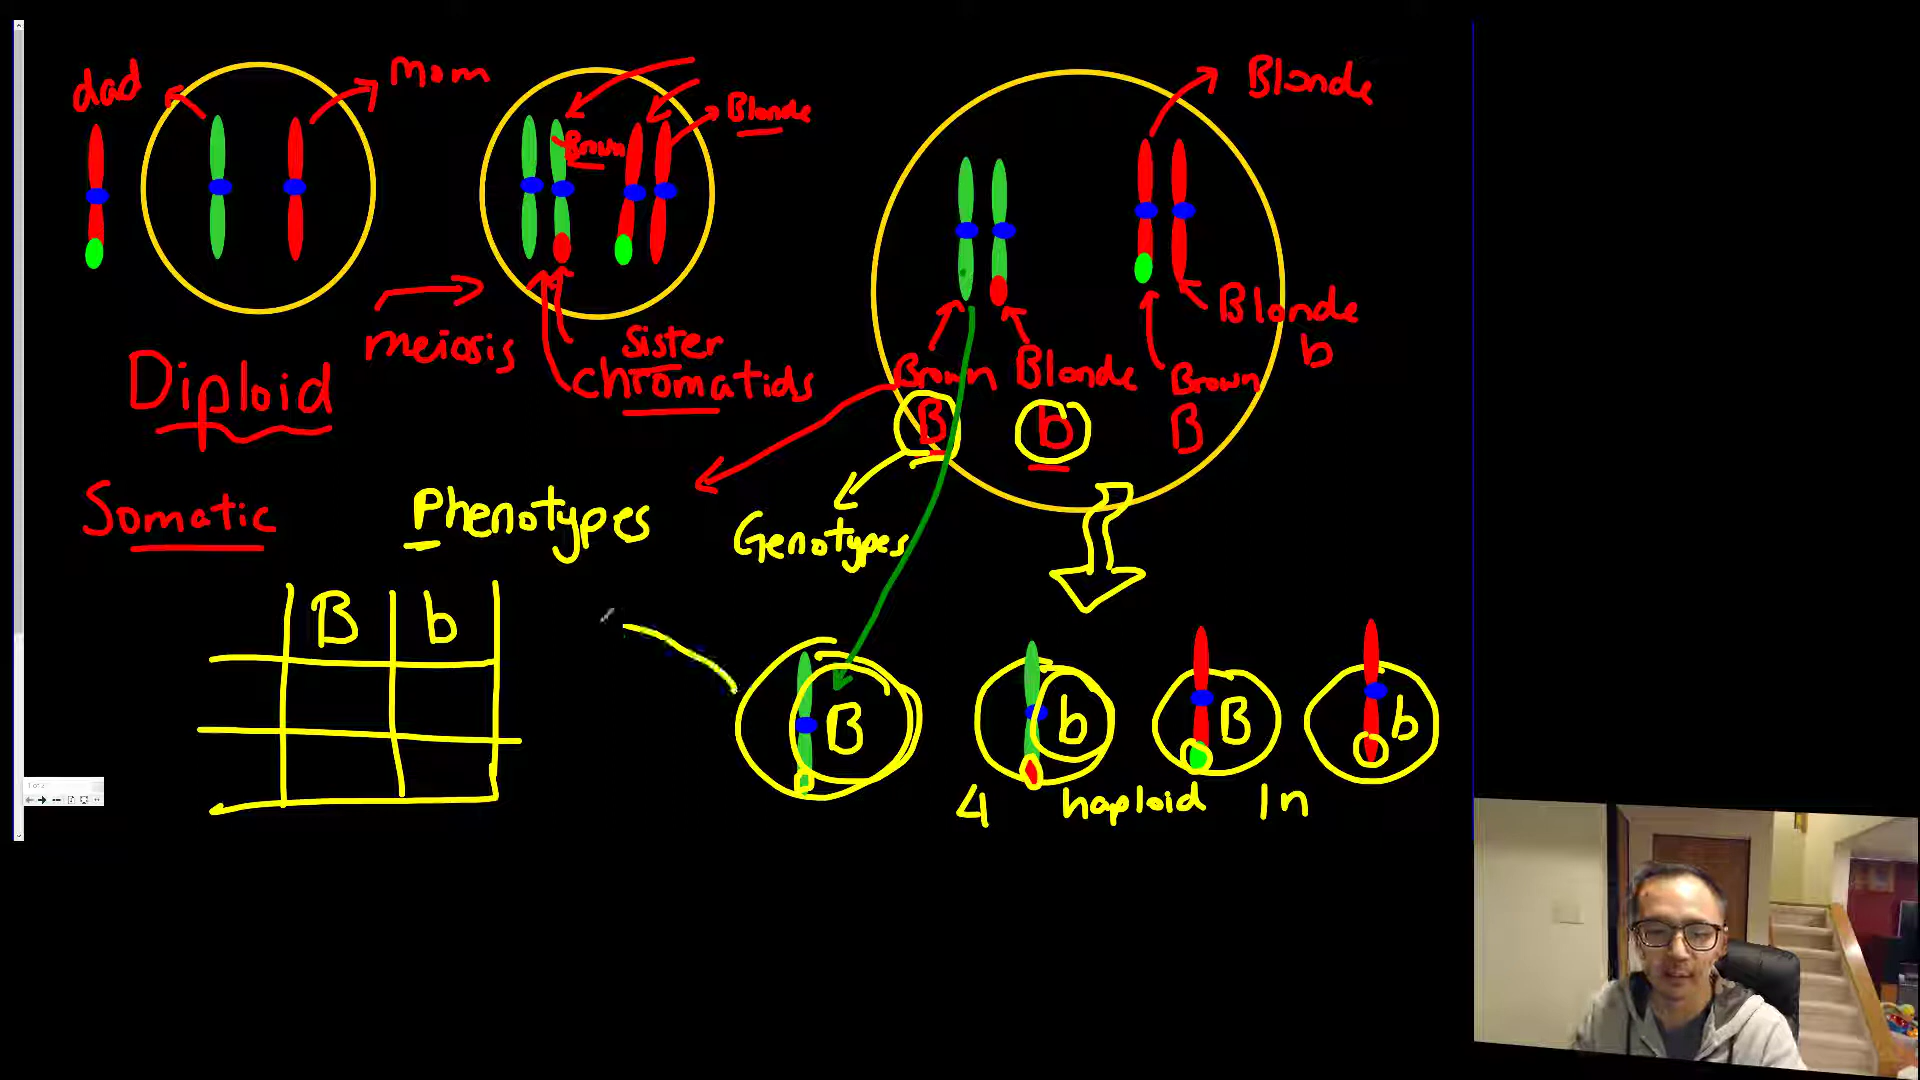 dad
Mom
Blonde
Brown
Blonde
meiosis
Sister
chromatids
Diploid
Blonde
b
Brown
Blonde
Brown
B
b
B
Somatic
Phenotypes
Genotypes
B
b
B
b
B
b
4 haploid 1n